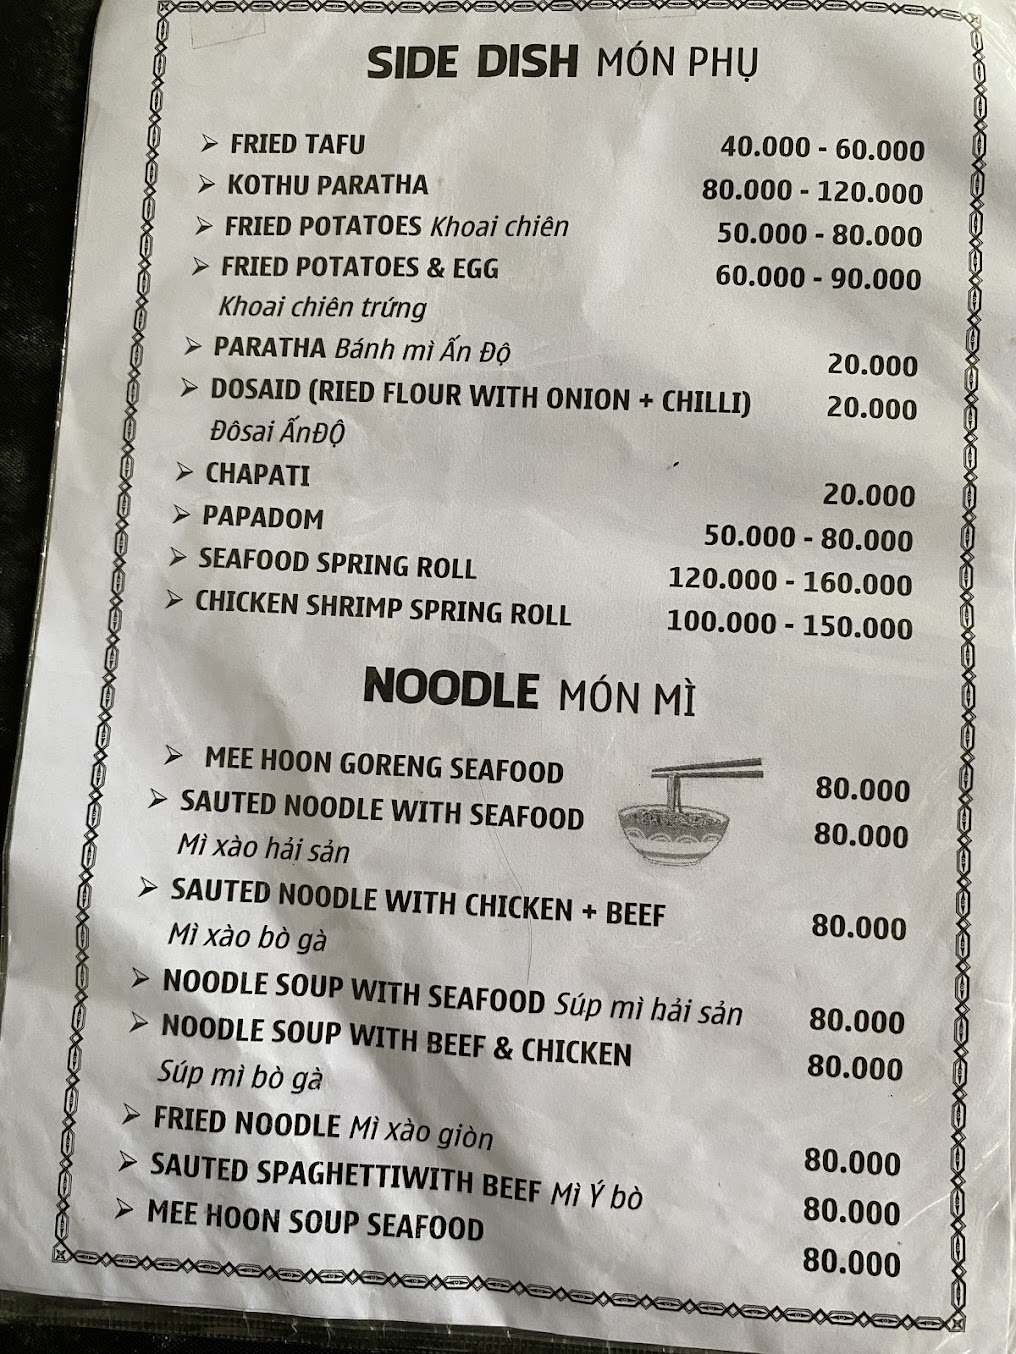 SIDE DISH MÓN PHỤ
➢ FRIED TAFU 40.000 - 60.000
➢ KOTHU PARATHA 80.000 - 120.000
➢ FRIED POTATOES Khoai chiên 50.000 - 80.000
➢ FRIED POTATOES & EGG 60.000 - 90.000
Khoai chiên trứng
➢ PARATHA Bánh mì Ấn Độ 20.000
➢ DOSAID (RIED FLOUR WITH ONION + CHILLI) 20.000
Đôsai ẤnĐỘ
➢ CHAPATI 20.000
➢ PAPADOM 50.000 - 80.000
➢ SEAFOOD SPRING ROLL 120.000 - 160.000
➢ CHICKEN SHRIMP SPRING ROLL 100.000 - 150.000
NOODLE MÓN MÌ
➢ MEE HOON GORENG SEAFOOD 80.000
➢ SAUTED NOODLE WITH SEAFOOD 80.000
Mì xào hải sản
➢ SAUTED NOODLE WITH CHICKEN + BEEF 80.000
Mì xào bò gà
➢ NOODLE SOUP WITH SEAFOOD Súp mì hải sản 80.000
➢ NOODLE SOUP WITH BEEF & CHICKEN 80.000
Súp mì bò gà
➢ FRIED NOODLE Mì xào giòn 80.000
➢ SAUTED SPAGHETTIWITH BEEF Mì Ý bò 80.000
➢ MEE HOON SOUP SEAFOOD 80.000